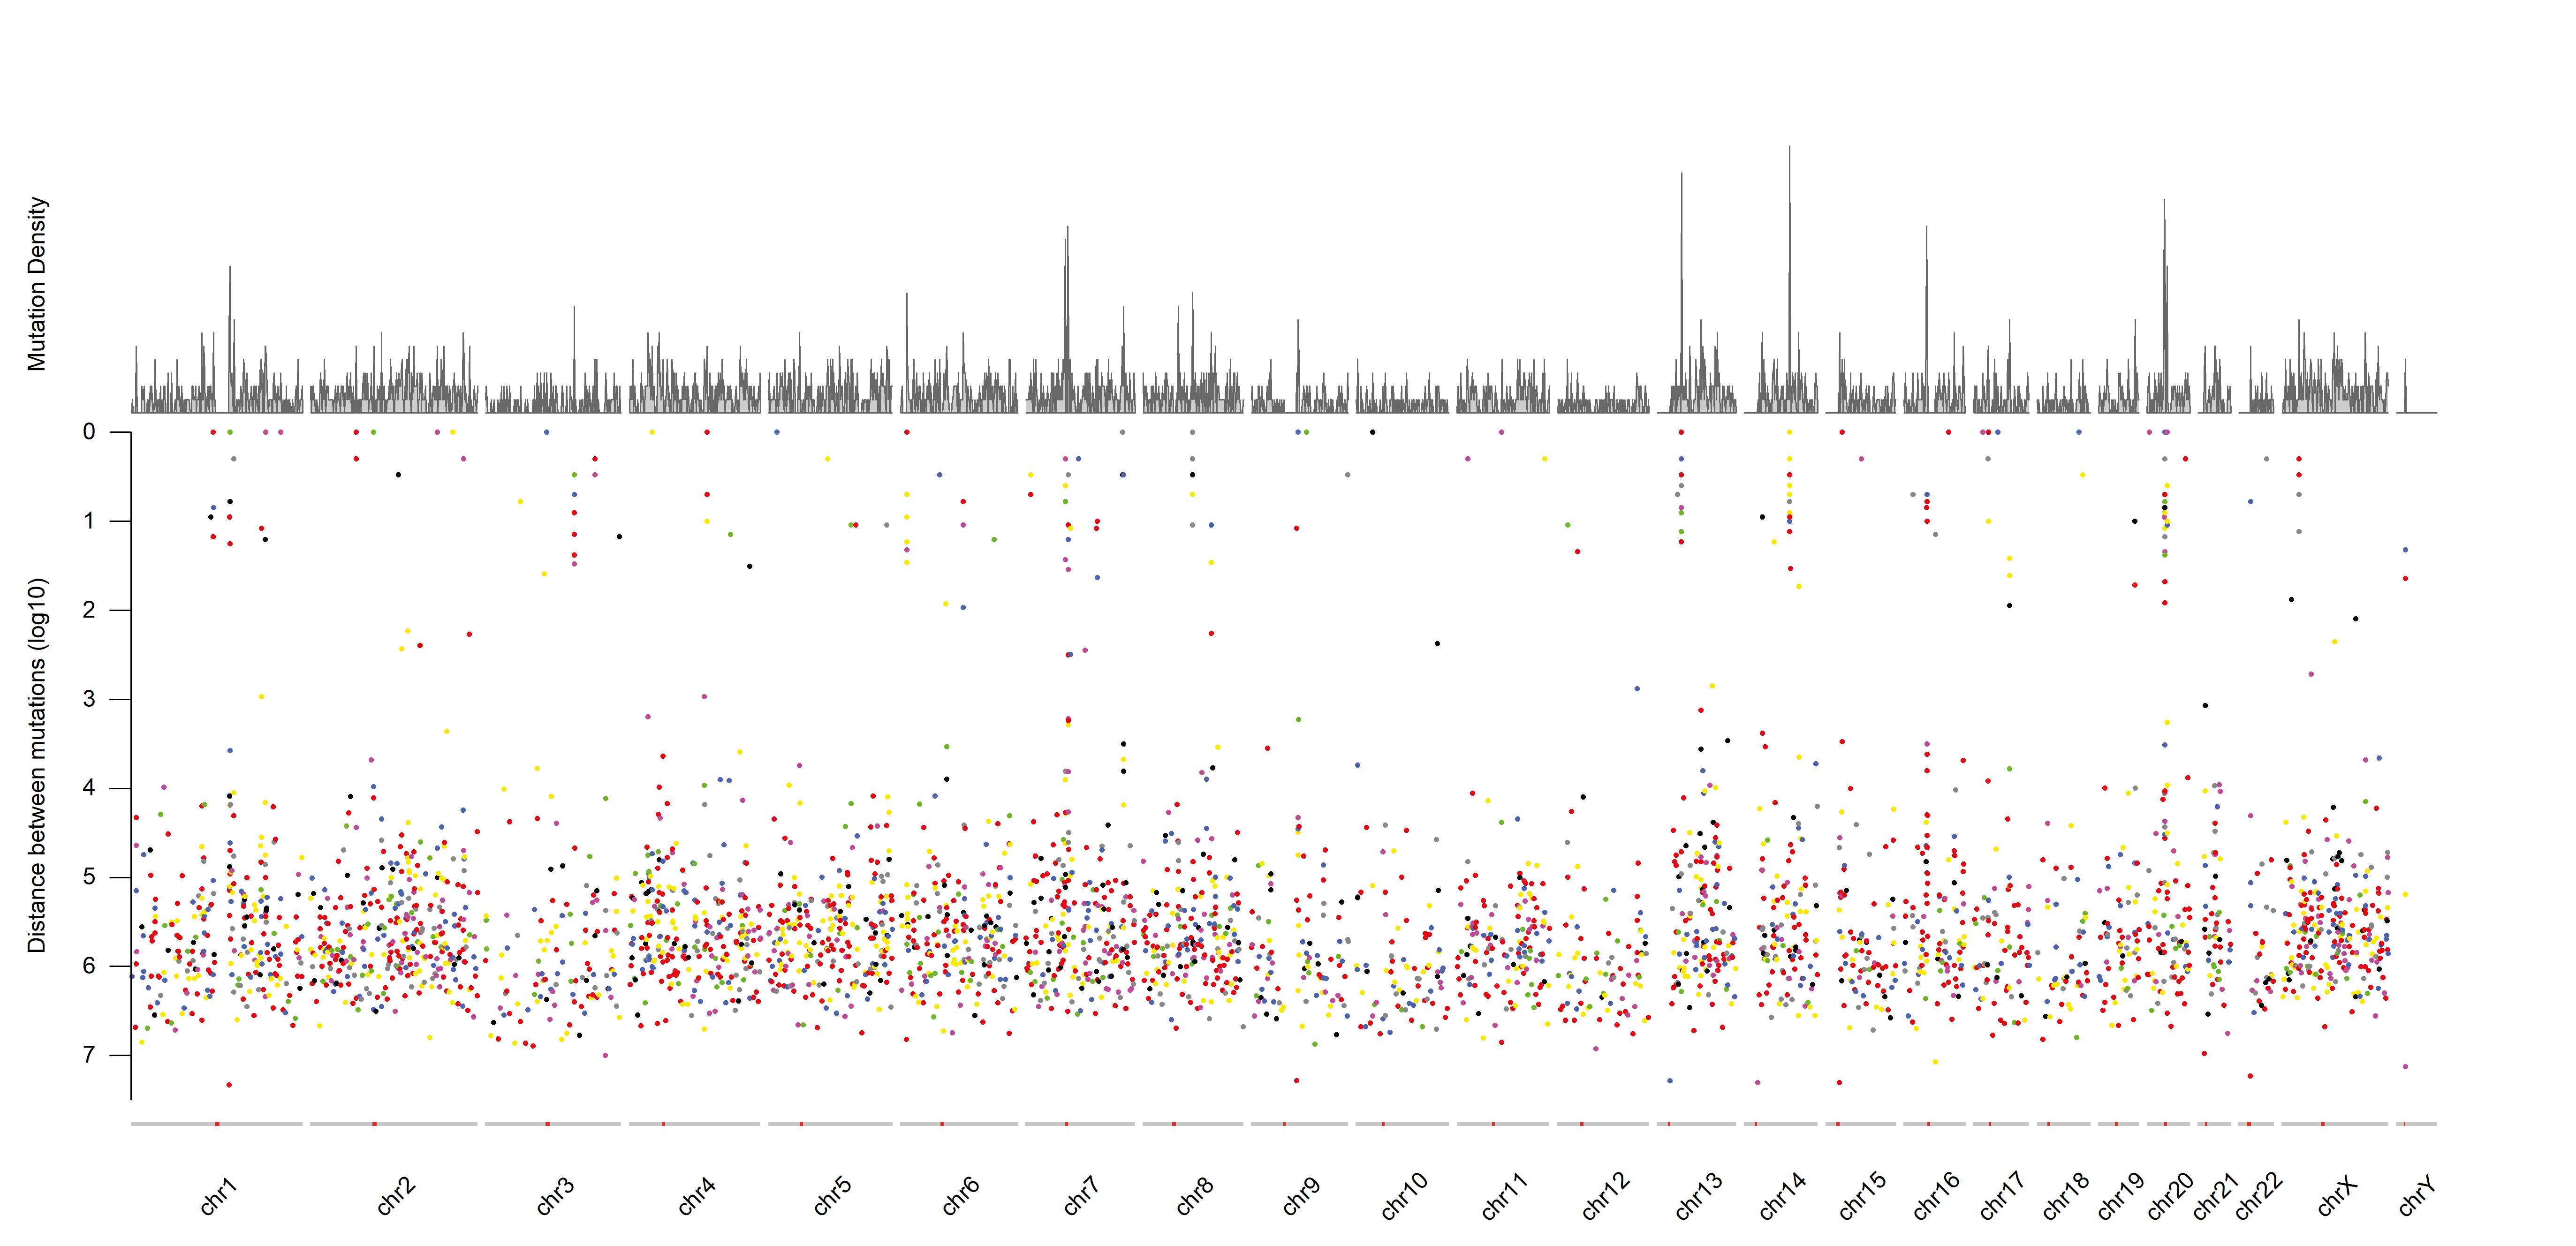 Mutation Density
Distance between mutations (log10)
0
1
2
3
4
5
6
7
chr1
chr2
chr3
chr4
chr5
chr6
chr7
chr8
chr9
chr10
chr11
chr12
chr13
chr14
chr15
chr16
chr17
chr18
chr19
chr20
chr21
chr22
chrX
chrY